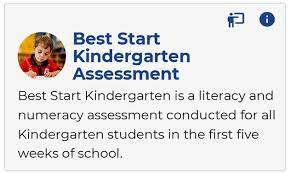 Best Start
Kindergarten
Assessment
Best Start Kindergarten is a literacy and
numeracy assessment conducted for all
Kindergarten students in the first five
weeks of school.